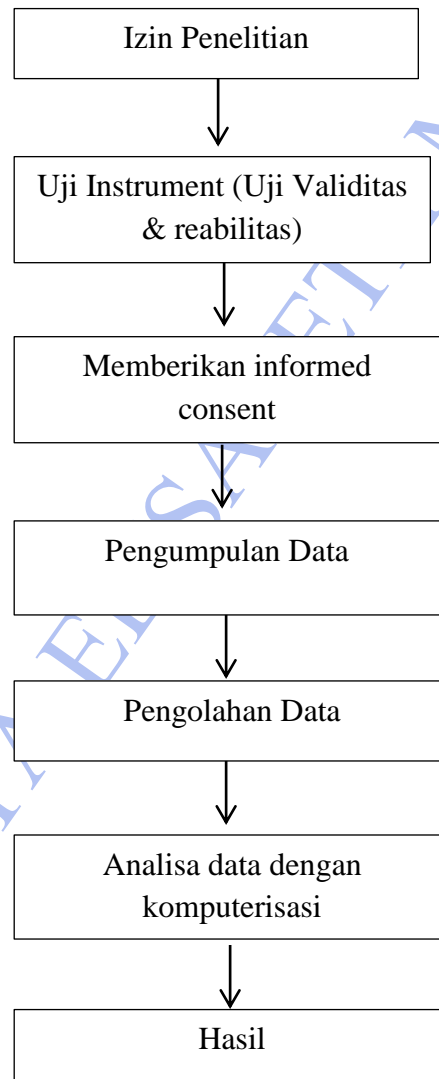 Izin Penelitian
Uji Instrument (Uji Validitas
& reabilitas)
Memberikan informed
consent
Pengumpulan Data
Pengolahan Data
Analisa data dengan
komputerisasi
Hasil